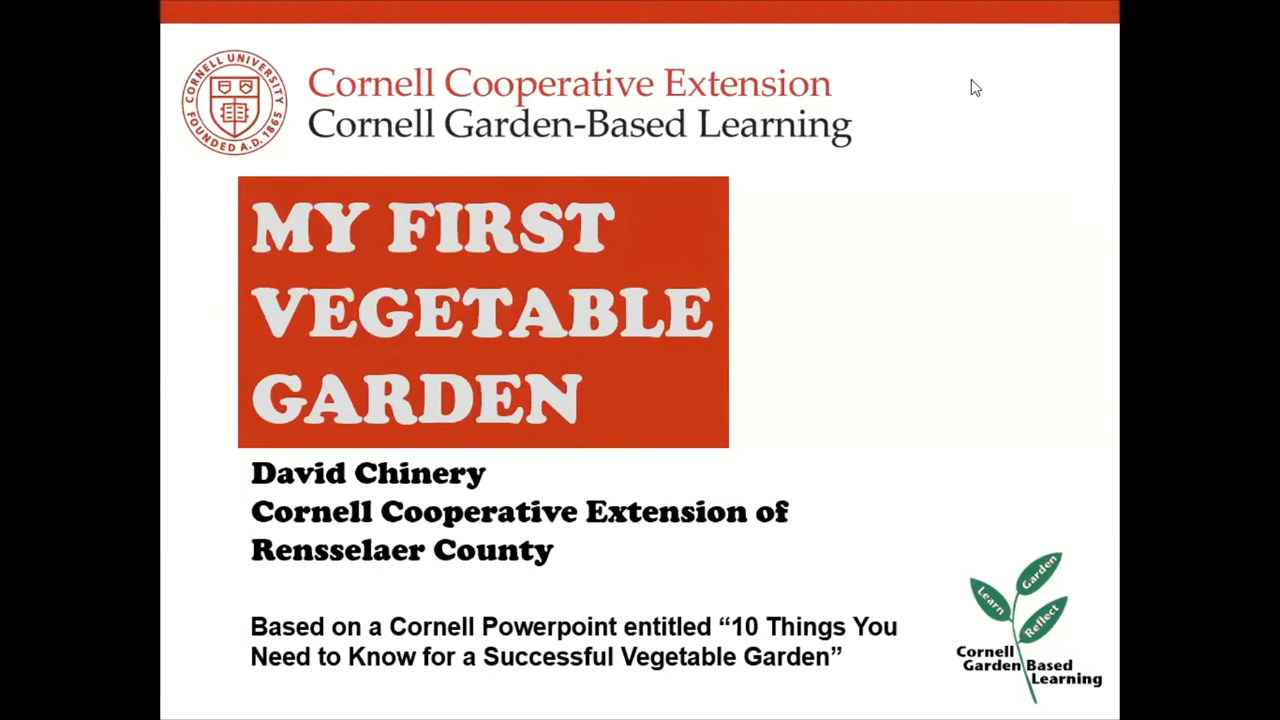 CORNELL UNIVERSITY
FOUNDED A.D. 1865
Cornell Cooperative Extension
Cornell Garden-Based Learning
MY FIRST
VEGETABLE
GARDEN
David Chinery
Cornell Cooperative Extension of
Rensselaer County
Based on a Cornell Powerpoint entitled “10 Things You
Need to Know for a Successful Vegetable Garden”
Learn
Garden
Reflect
Cornell
Garden Based
Learning